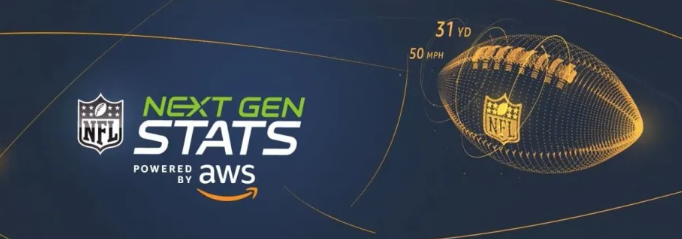 NFL
NEXT GEN
STATS
POWERED
BY aws
31 YD
50 MPH
NFL